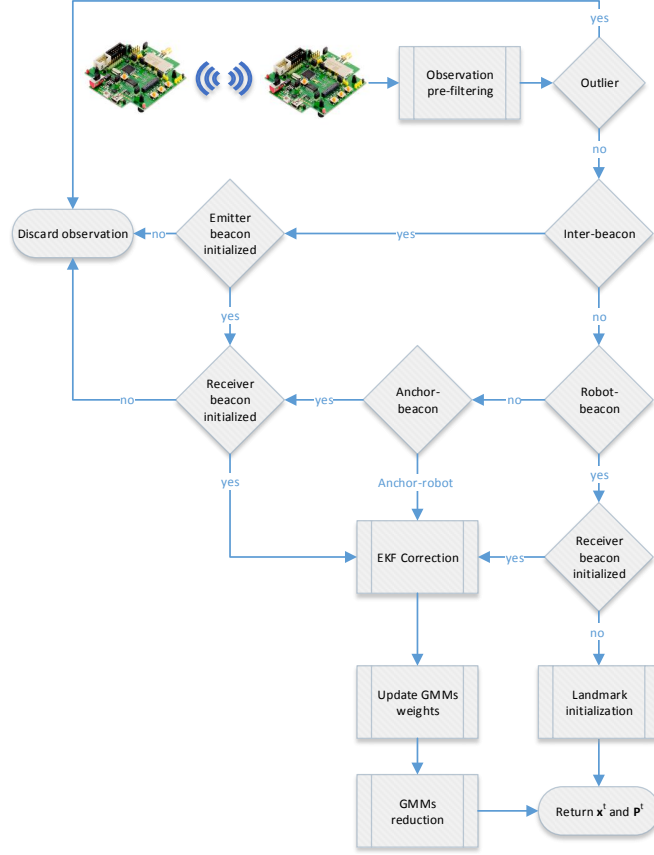 yes
Observation
pre-filtering
Outlier
no
Discard observation
no
Emitter
beacon
initialized
yes
Inter-beacon
yes
no
Receiver
beacon
initialized
no
yes
Anchor-
beacon
no
Robot-
beacon
yes
Anchor-robot
yes
EKF Correction
yes
Receiver
beacon
initialized
no
Update GMMs
weights
Landmark
initialization
GMMs
reduction
Return x^t and P^t